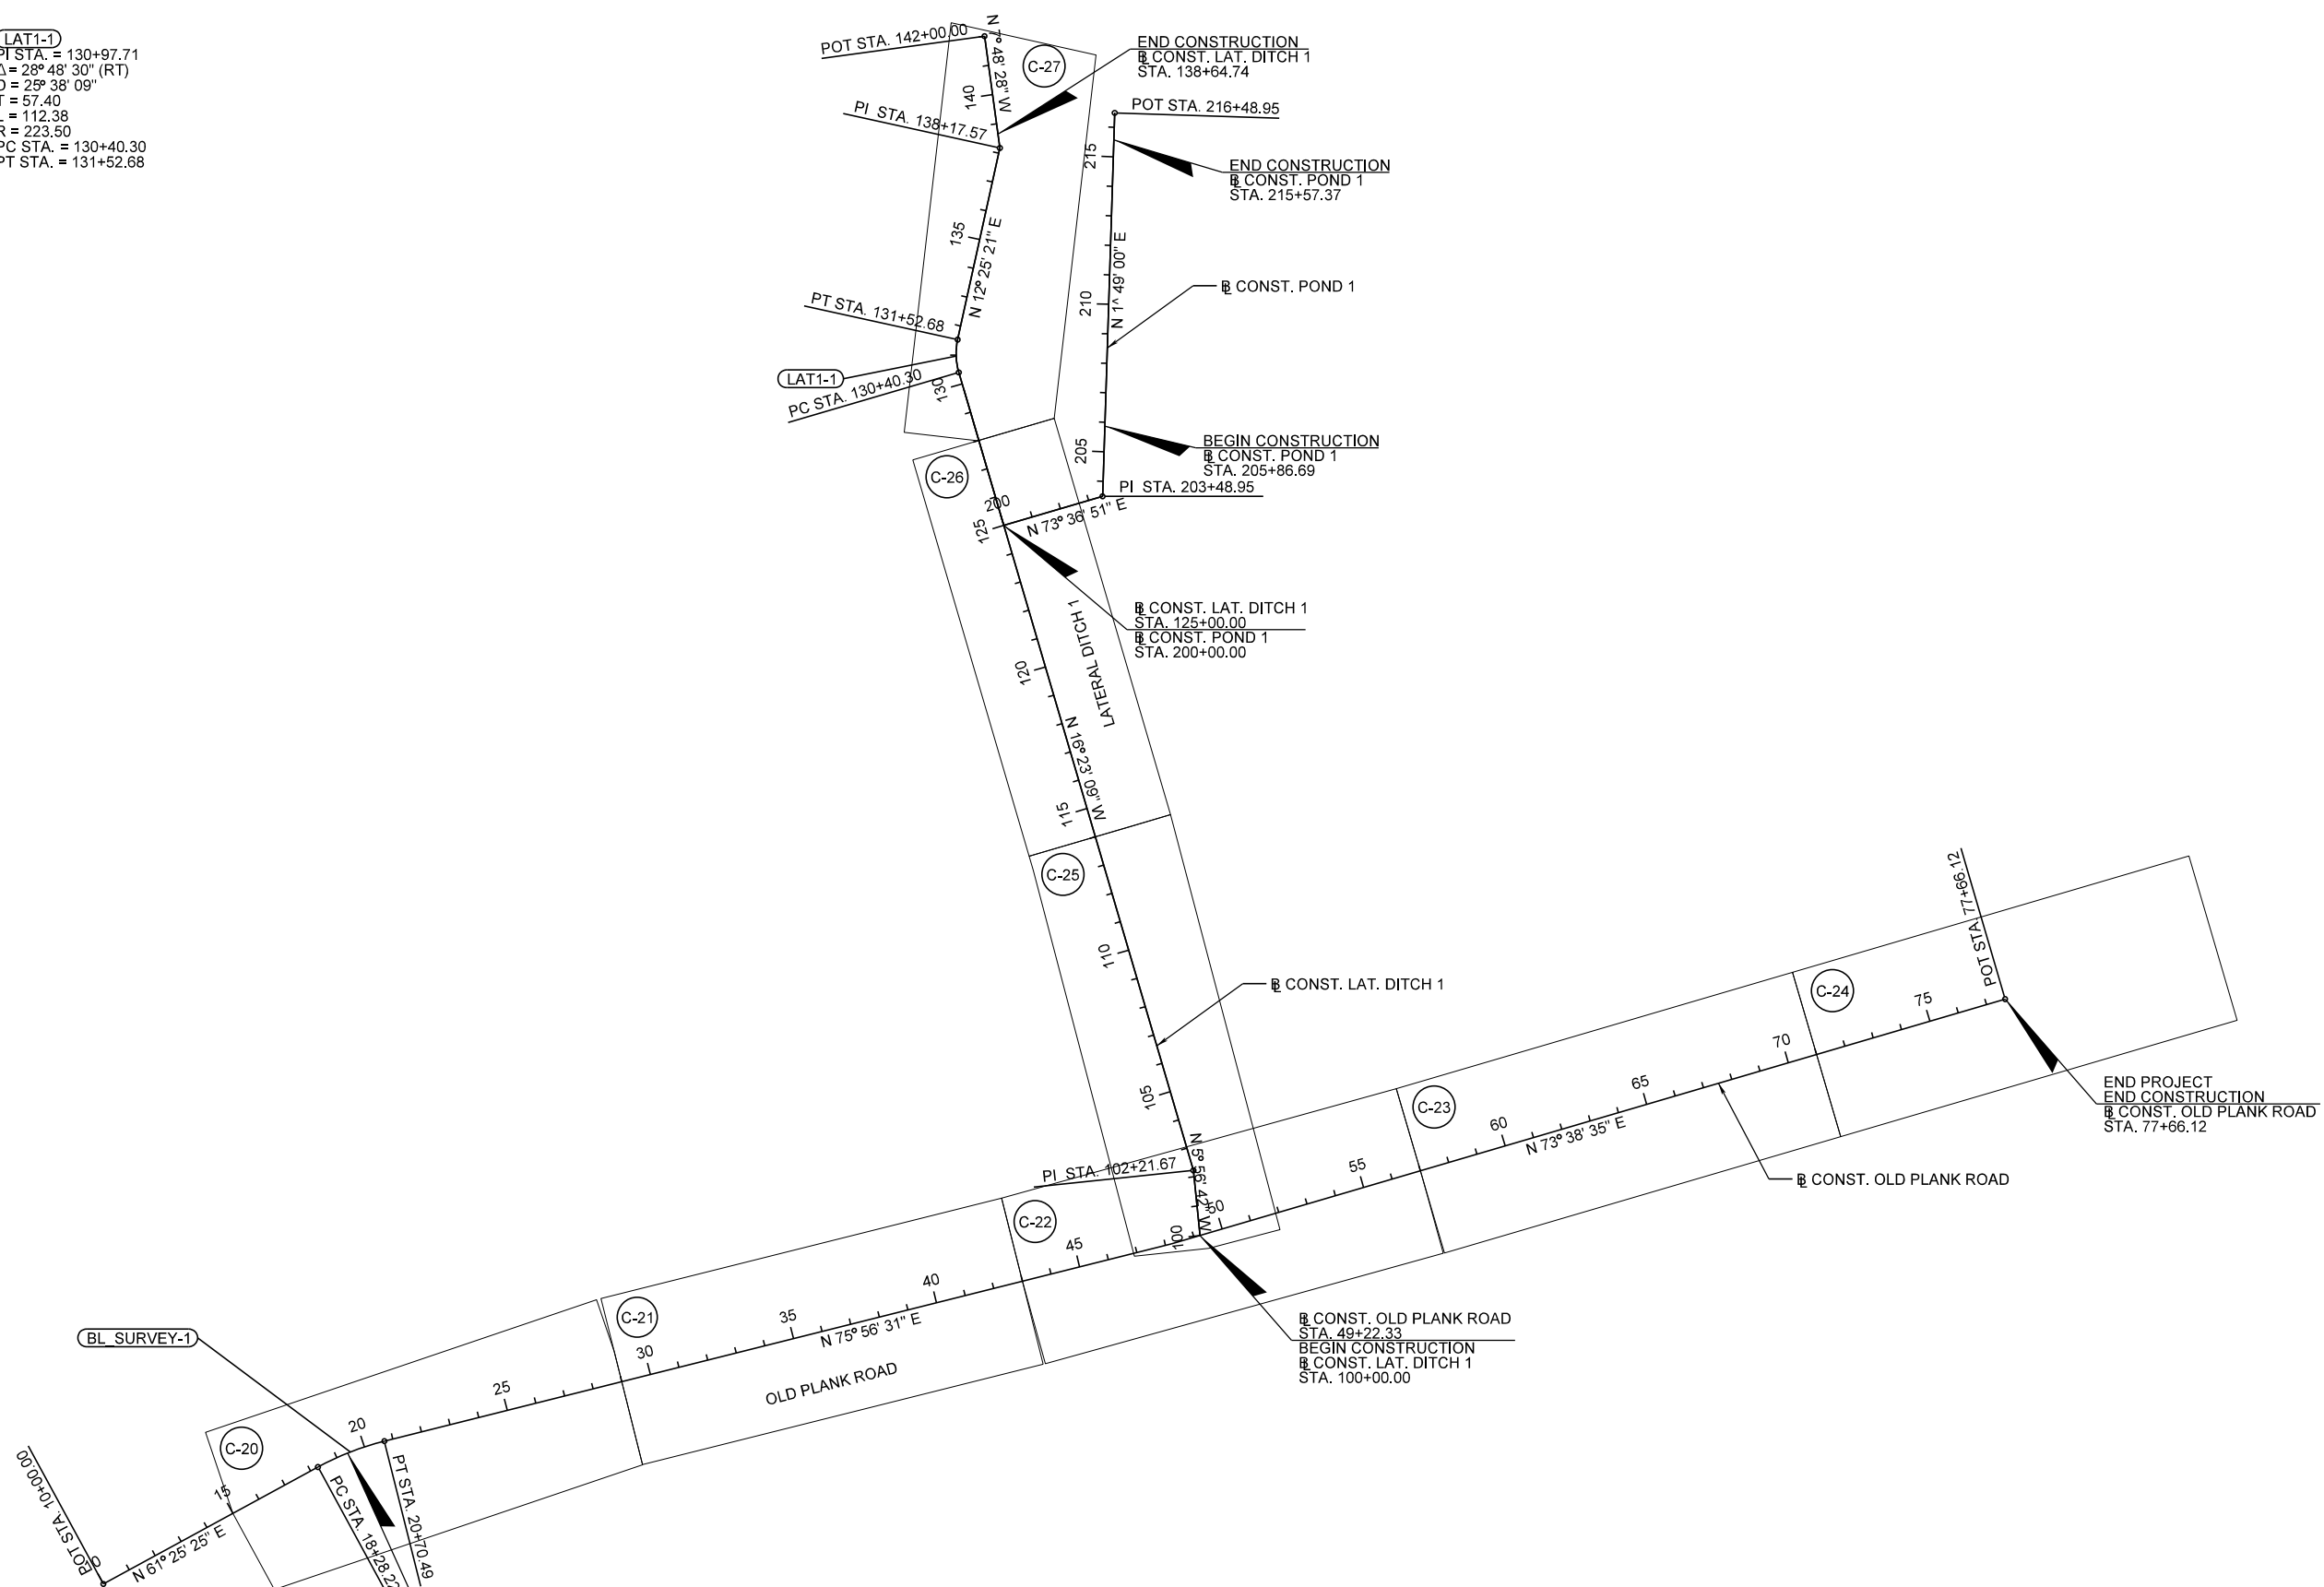 LAT1-1
PI STA. = 130+97.71
Δ = 28° 48' 30" (RT)
D = 25° 38' 09"
T = 57.40
L = 112.38
R = 223.50
PC STA. = 130+40.30
PT STA. = 131+52.68
POT STA. 142+00.00
N 7° 48' 28" W
C-27
END CONSTRUCTION
BL CONST. LAT. DITCH 1
STA. 138+64.74
140
PI STA. 138+17.57
POT STA. 216+48.95
215
END CONSTRUCTION
BL CONST. POND 1
STA. 215+57.37
135
N 12° 25' 21" E
N 1^ 49' 00" E
210
BL CONST. POND 1
PT STA. 131+52.68
LAT1-1
PC STA. 130+40.30
130
205
BEGIN CONSTRUCTION
BL CONST. POND 1
STA. 205+86.69
C-26
PI STA. 203+48.95
200
N 73° 36' 51" E
125
BL CONST. LAT. DITCH 1
STA. 125+00.00
BL CONST. POND 1
STA. 200+00.00
LATERAL DITCH 1
120
N 16° 23' 09" W
115
C-25
110
BL CONST. LAT. DITCH 1
105
N 5° 56' 42" W
PI STA. 102+21.67
100
POT STA. 77+66.12
C-24
75
70
END PROJECT
END CONSTRUCTION
BL CONST. OLD PLANK ROAD
STA. 77+66.12
C-23
65
60
N 73° 38' 35" E
55
BL CONST. OLD PLANK ROAD
50
C-22
45
BL CONST. OLD PLANK ROAD
STA. 49+22.33
BEGIN CONSTRUCTION
BL CONST. LAT. DITCH 1
STA. 100+00.00
C-21
40
35
N 75° 56' 31" E
30
OLD PLANK ROAD
25
BL_SURVEY-1
C-20
20
15
PT STA. 20+70.49
PC STA. 18+28.22
POT STA. 10+00.00
10
N 61° 25' 25" E